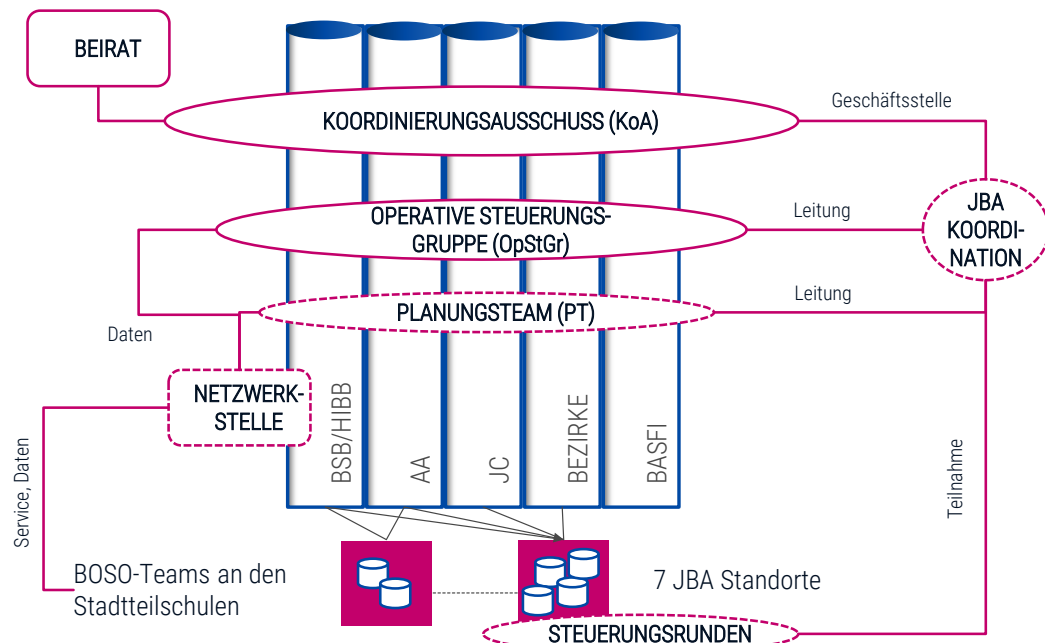 BEIRAT
KOORDINIERUNGSAUSSCHUSS (KoA)
Geschäftsstelle
OPERATIVE STEUERUNGS-
GRUPPE (OpStGr)
Leitung
JBA
KOORDI-
NATION
PLANUNGSTEAM (PT)
Leitung
Daten
NETZWERK-
STELLE
BSB/HIBB
AA
JC
BEZIRKE
BASFI
Service, Daten
Teilnahme
BOSO-Teams an den
Stadtteilschulen
7 JBA Standorte
STEUERUNGSRUNDEN